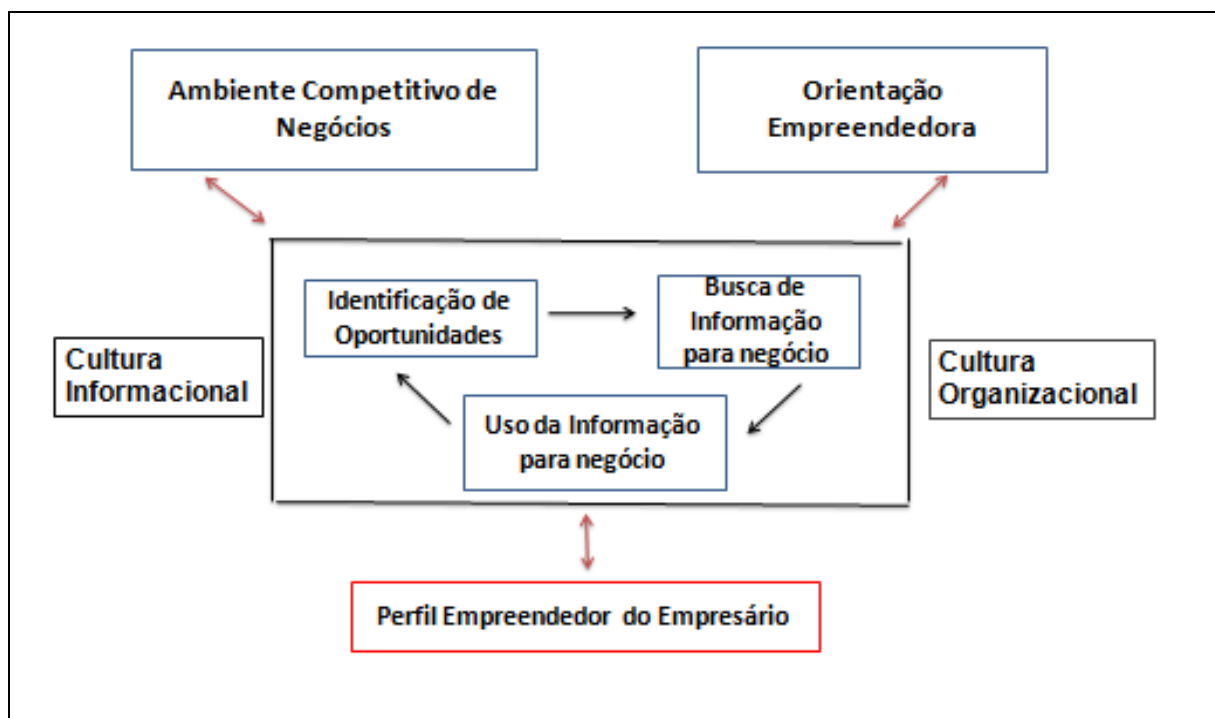 Ambiente Competitivo de
Negócios
Orientação
Empreendedora
Identificação de
Oportunidades
Busca de
Informação
para negócio
Cultura
Informacional
Cultura
Organizacional
Uso da Informação
para negócio
Perfil Empreendedor do Empresário